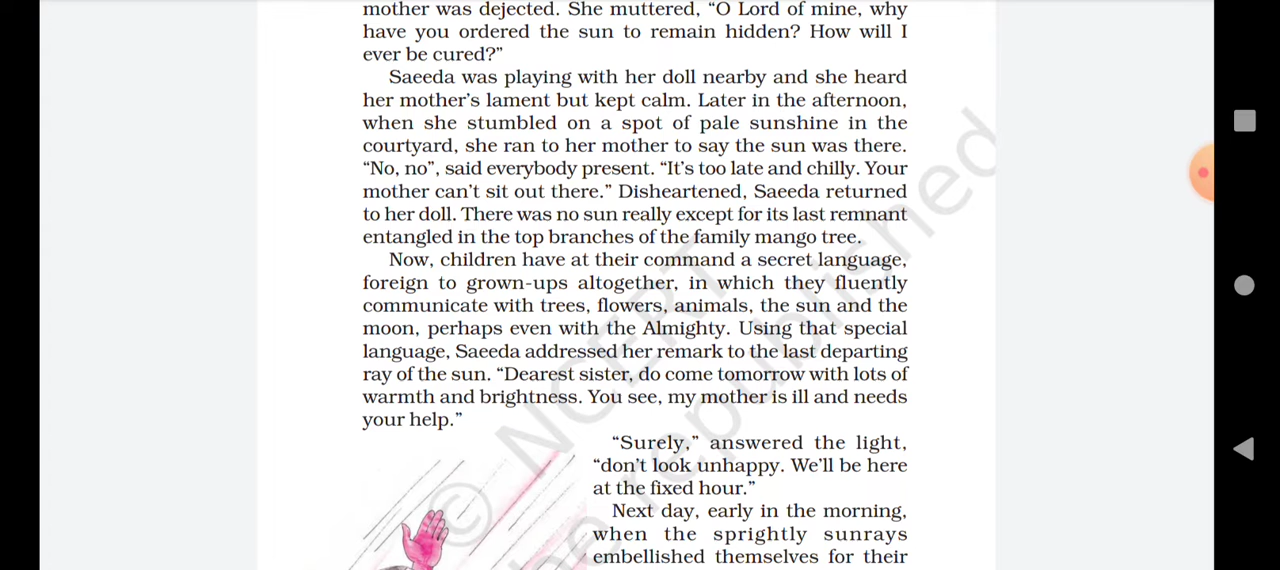 mother was dejected. She muttered, “O Lord of mine, why
have you ordered the sun to remain hidden? How will I
ever be cured?”
Saeeda was playing with her doll nearby and she heard
her mother’s lament but kept calm. Later in the afternoon,
when she stumbled on a spot of pale sunshine in the
courtyard, she ran to her mother to say the sun was there.
“No, no”, said everybody present. “It’s too late and chilly. Your
mother can’t sit out there.” Disheartened, Saeeda returned
to her doll. There was no sun really except for its last remnant
entangled in the top branches of the family mango tree.
Now, children have at their command a secret language,
foreign to grown-ups altogether, in which they fluently
communicate with trees, flowers, animals, the sun and the
moon, perhaps even with the Almighty. Using that special
language, Saeeda addressed her remark to the last departing
ray of the sun. “Dearest sister, do come tomorrow with lots of
warmth and brightness. You see, my mother is ill and needs
your help.”
“Surely,” answered the light,
“don’t look unhappy. We’ll be here
at the fixed hour.”
Next day, early in the morning,
when the sprightly sunrays
embellished themselves for their
© NCERT
be republished